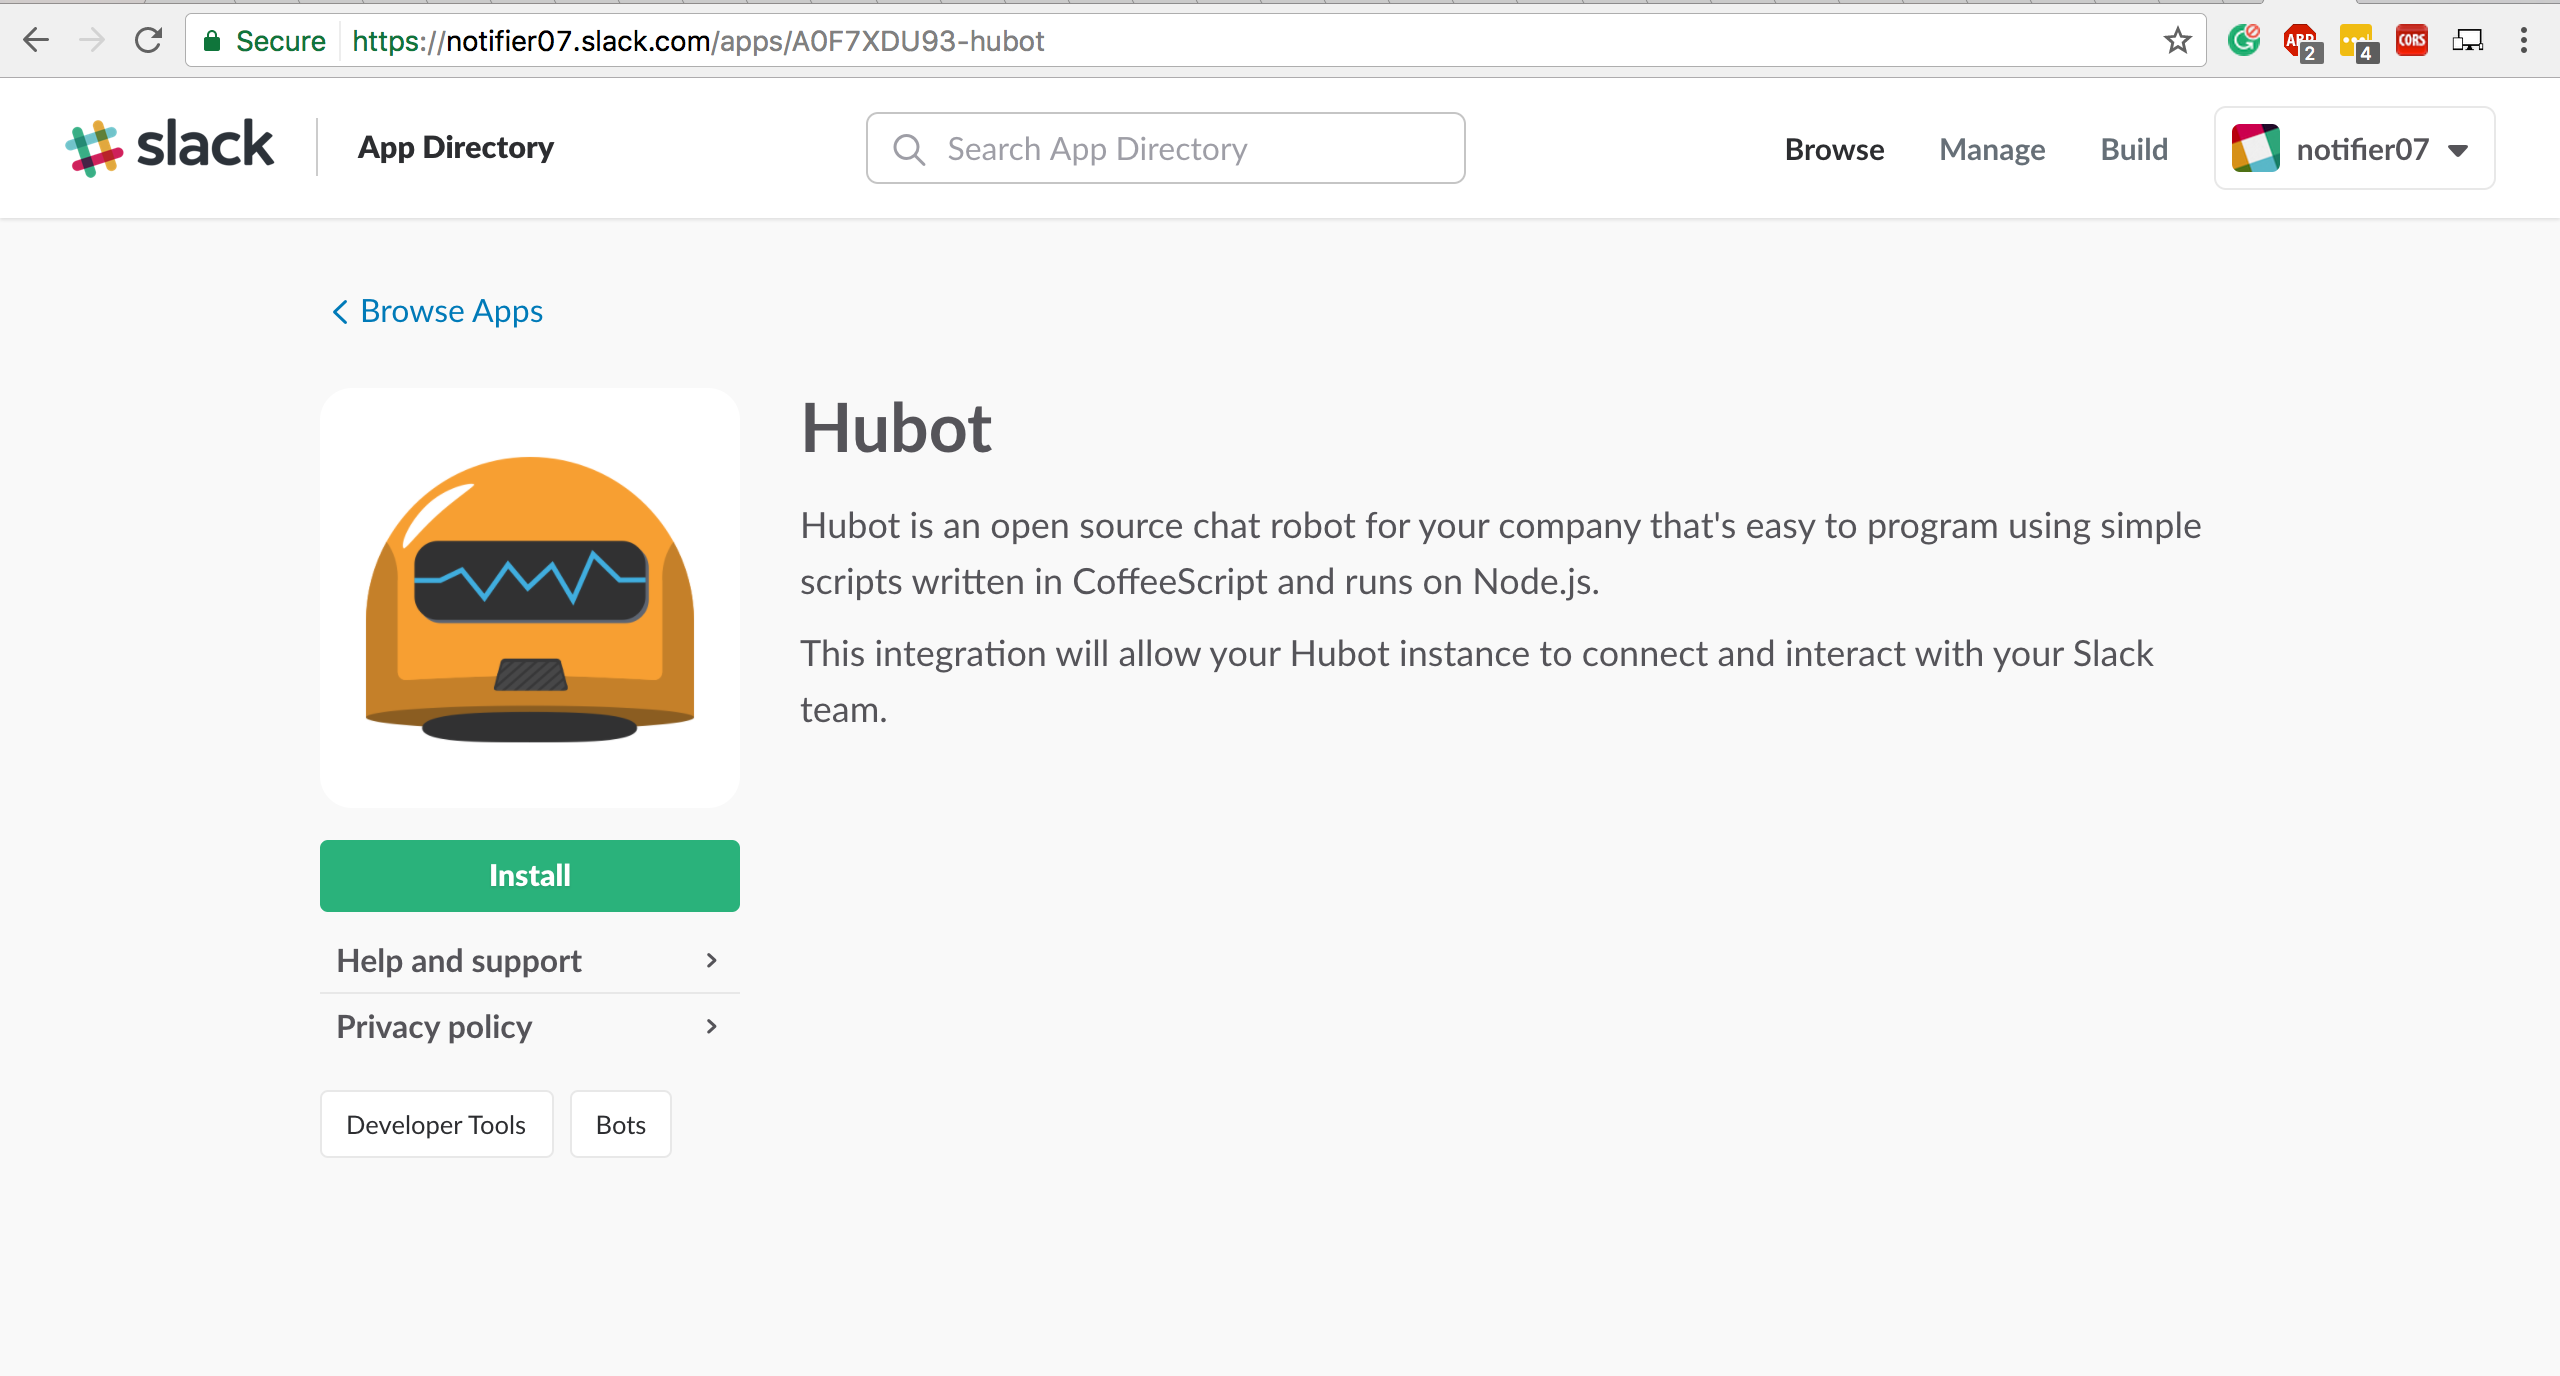 Secure https://notifier07.slack.com/apps/A0F7XDU93-hubot ABP 2 4 CORS
slack App Directory Search App Directory Browse Manage Build notifier07
Browse Apps
Hubot
Hubot is an open source chat robot for your company that's easy to program using simple
scripts written in CoffeeScript and runs on Node.js.
This integration will allow your Hubot instance to connect and interact with your Slack
team.
Install
Help and support
Privacy policy
Developer Tools Bots